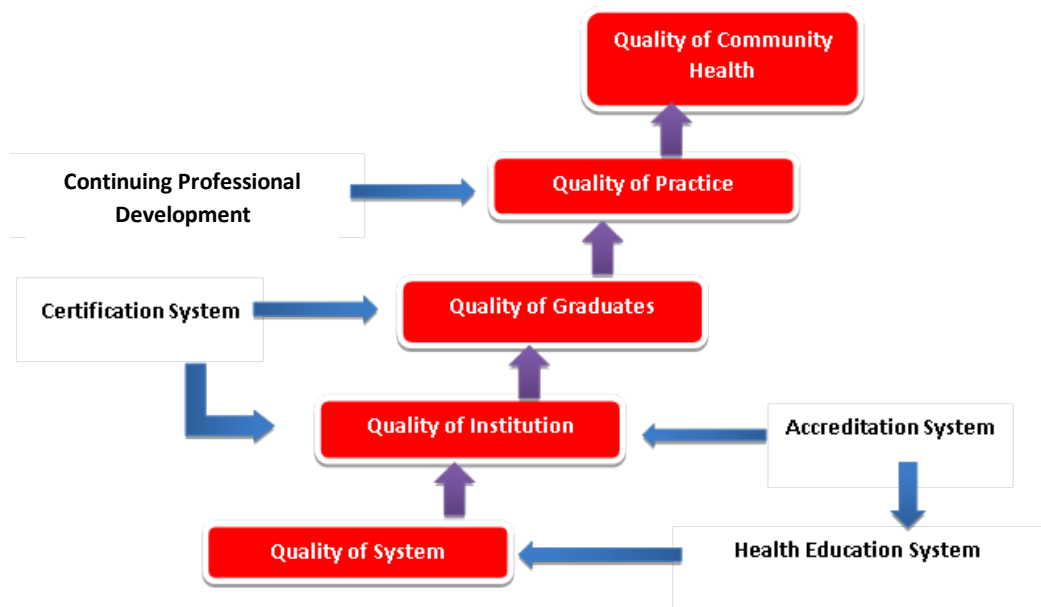 Quality of Community
Health
Continuing Professional
Development
Quality of Practice
Certification System
Quality of Graduates
Quality of Institution
Accreditation System
Quality of System
Health Education System